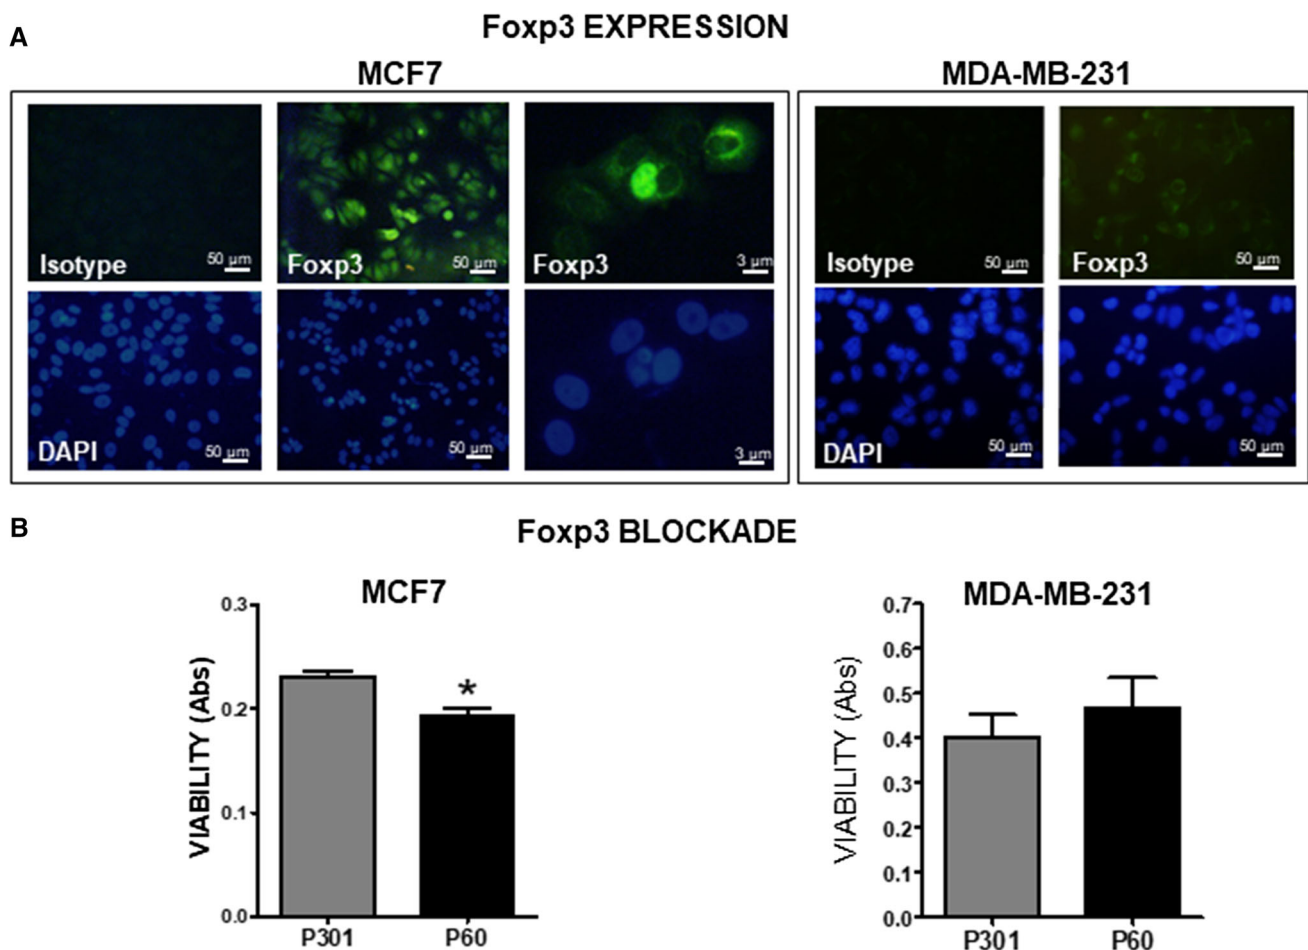 A
Foxp3 EXPRESSION
MCF7
MDA-MB-231
Isotype 50 µm
Foxp3 50 µm
Foxp3 3 µm
Isotype 50 µm
Foxp3 50 µm
DAPI 50 µm
50 µm
3 µm
DAPI 50 µm
50 µm
B
Foxp3 BLOCKADE
MCF7
VIABILITY (Abs)
0.3
0.2
*
0.1
0.0
P301
P60
MDA-MB-231
VIABILITY (Abs)
0.7
0.6
0.5
0.4
0.3
0.2
0.1
0.0
P301
P60